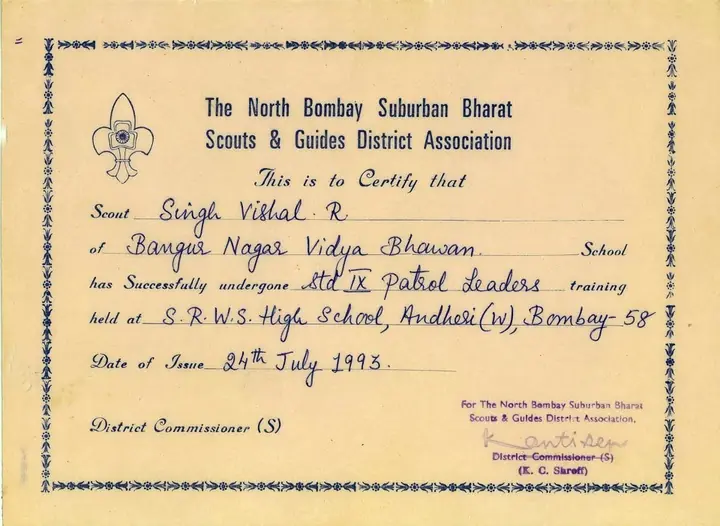 The North Bombay Suburban Bharat
Scouts & Guides District Association
This is to Certify that
Scout Singh Vishal. R
of Bangur Nagar Vidya Bhawan. School
has Successfully undergone Std IX Patrol Leaders training
held at S.R.W.S. High School, Andheri (W), Bombay-58
Date of Issue 24th July 1993.
District Commissioner (S)
For The North Bombay Suburban Bharat
Scouts & Guides District Association,
District Commissioner (S)
(K. C. Shroff)